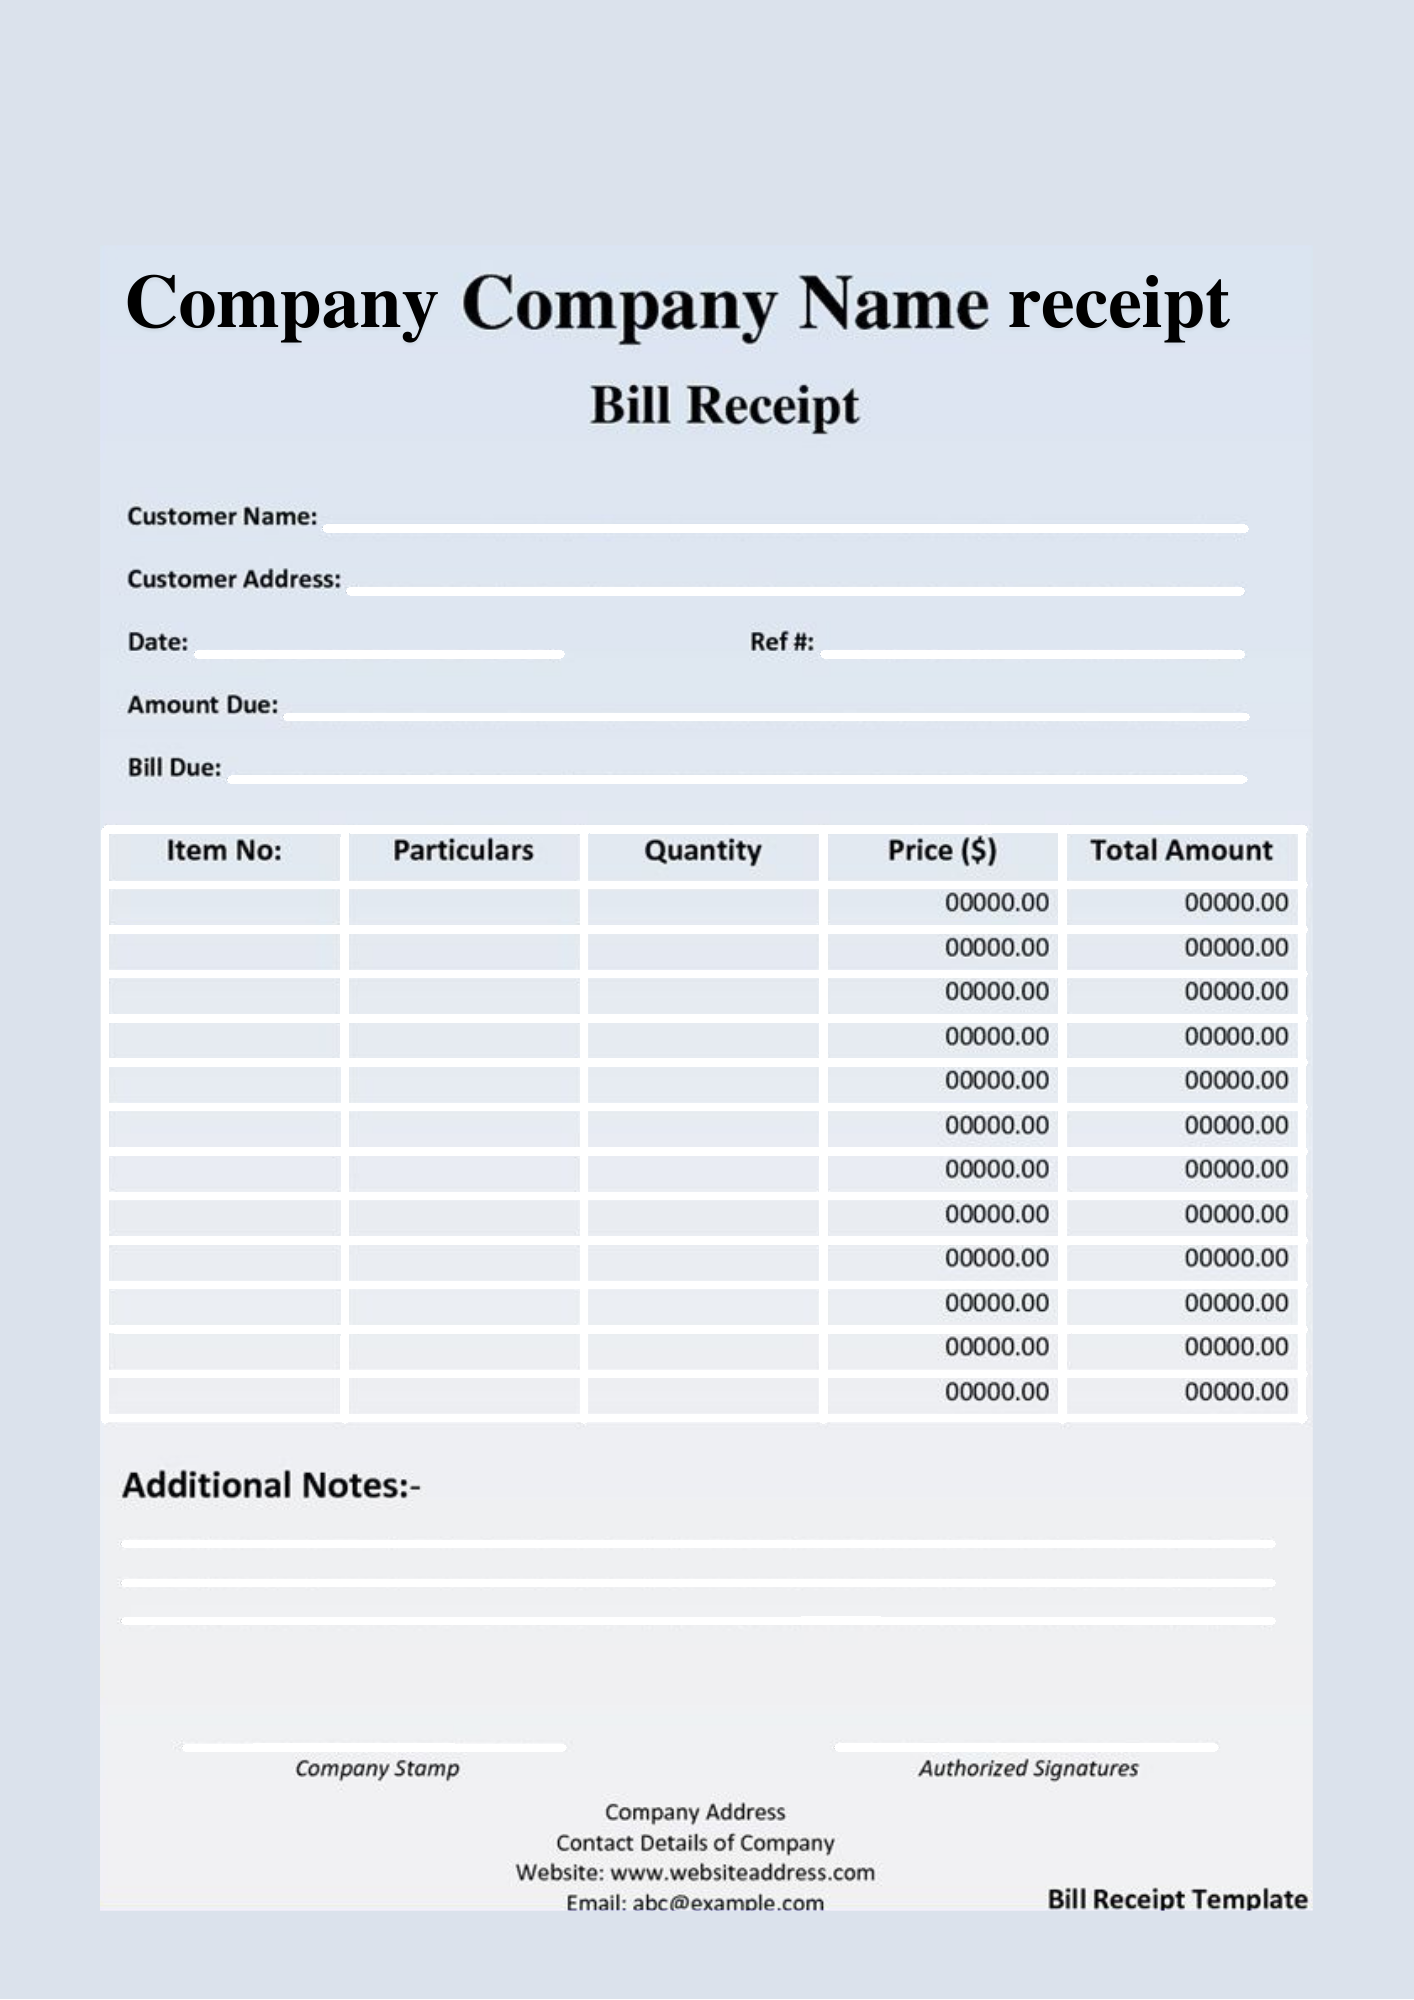 Company Company Name receipt
Bill Receipt
Customer Name:
Customer Address:
Date: Ref #:
Amount Due:
Bill Due:
Item No: Particulars Quantity Price ($) Total Amount
00000.00 00000.00
00000.00 00000.00
00000.00 00000.00
00000.00 00000.00
00000.00 00000.00
00000.00 00000.00
00000.00 00000.00
00000.00 00000.00
00000.00 00000.00
00000.00 00000.00
00000.00 00000.00
00000.00 00000.00
Additional Notes:-
Company Stamp Authorized Signatures
Company Address
Contact Details of Company
Website: www.websiteaddress.com
Email: abc@example.com
Bill Receipt Template